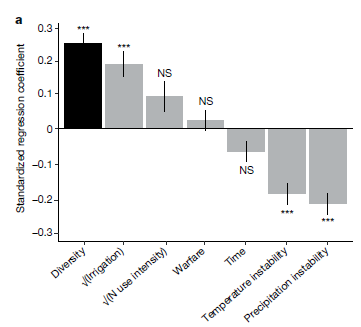 a
Standardized regression coefficient
0.3
0.2
0.1
0
−0.1
−0.2
−0.3
***
***
NS
NS
NS
***
***
Diversity
√(Irrigation)
√(N use intensity)
Warfare
Time
Temperature instability
Precipitation instability